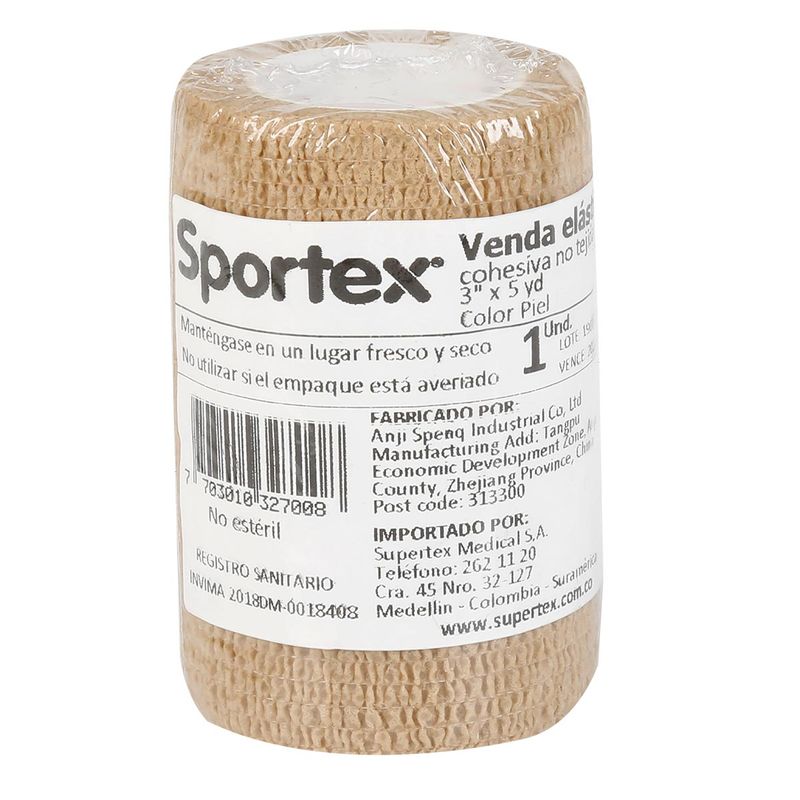 Sportex
Venda elást
cohesiva no tejid
3" x 5 yd
Color Piel
1 Und.
LOTE
VENCE
Manténgase en un lugar fresco y seco
No utilizar si el empaque está averiado
7 703010 327008
No estéril
REGISTRO SANITARIO
INVIMA 2018DM-0018408
FABRICADO POR:
Anji Spenq Industrial Co, Ltd
Manufacturing Add: Tangpu
Economic Development Zone,
County, Zhejiang Province, China
Post code: 313300
IMPORTADO POR:
Supertex Medical S.A.
Teléfono: 262 11 20
Cra. 45 Nro. 32-127
Medellin - Colombia - Suramérica
www.supertex.com.co